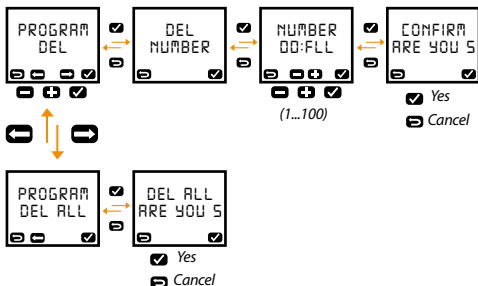 PROGRAM
DEL
DEL
NUMBER
NUMBER
00:FLL
CONFIRM
ARE YOU S
(1...100)
Yes
Cancel
PROGRAM
DEL ALL
DEL ALL
ARE YOU S
Yes
Cancel